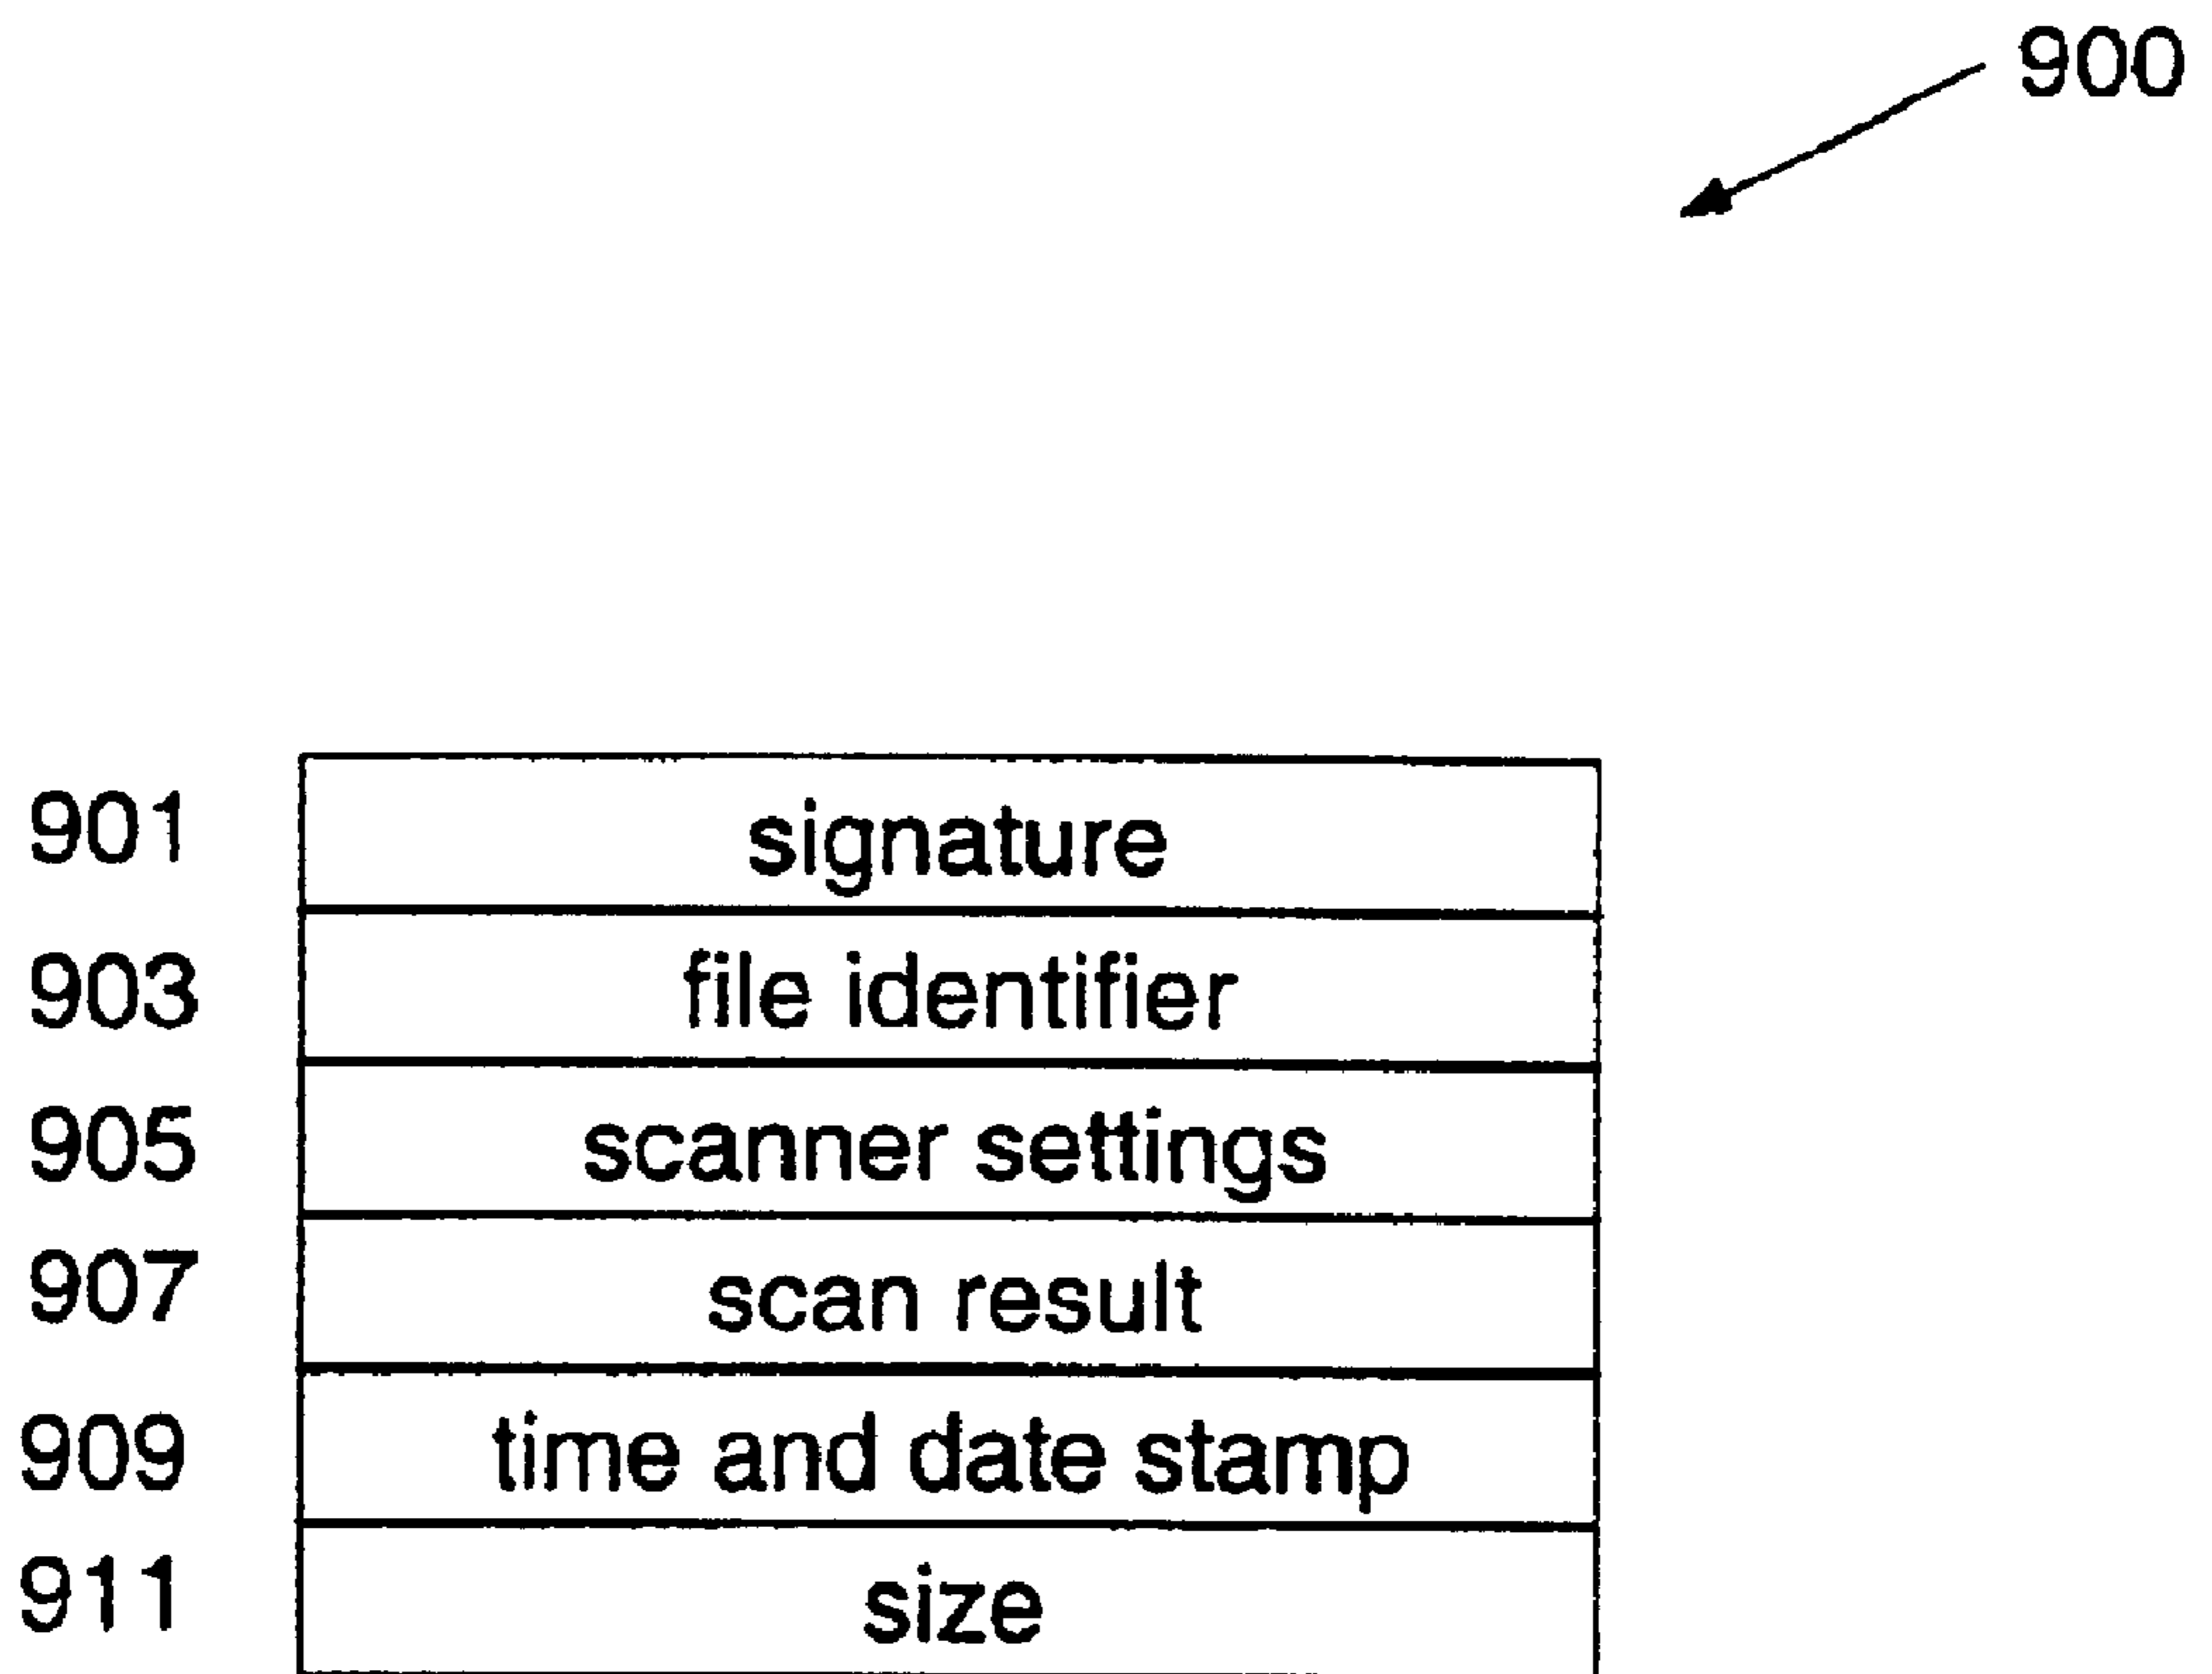 900
901 signature
903 file identifier
905 scanner settings
907 scan result
909 time and date stamp
911 size